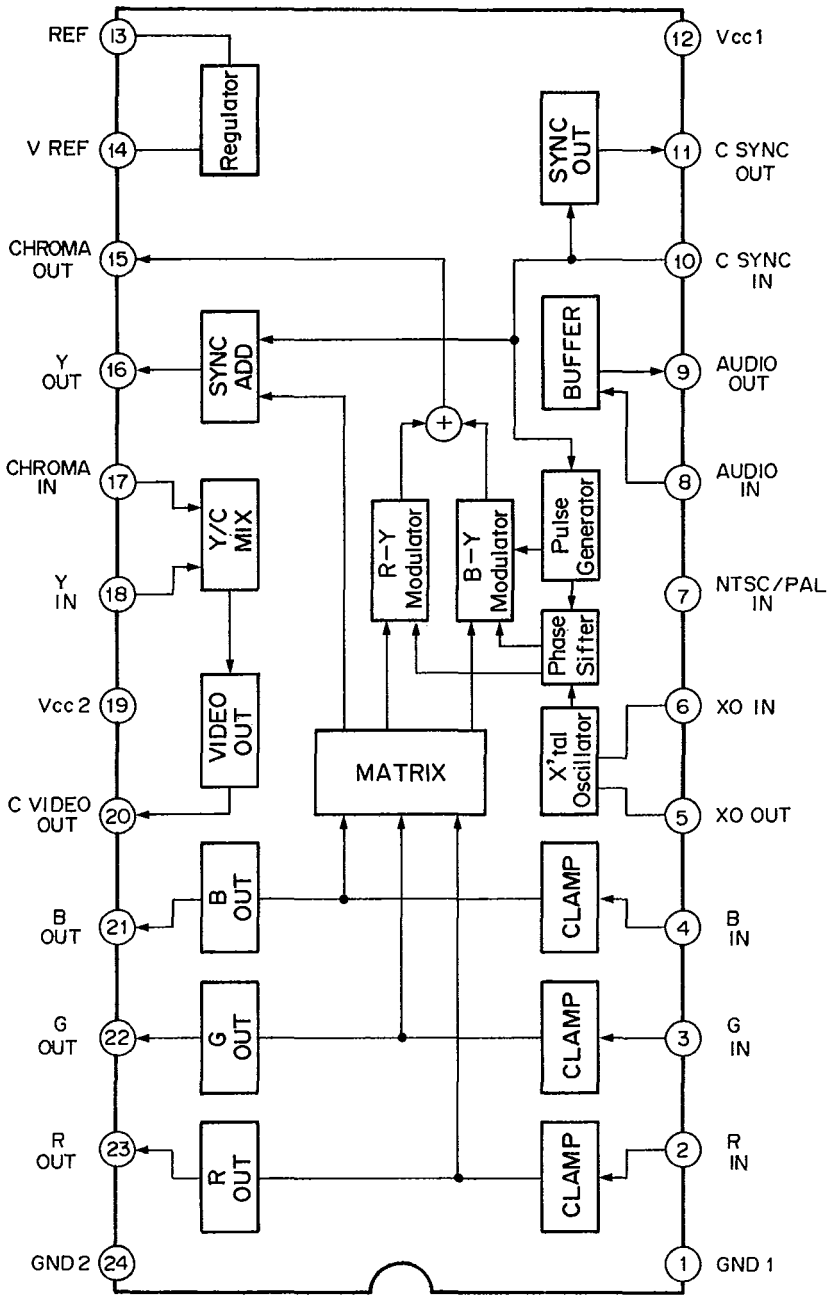 REF
13
12
Vcc1
Regulator
V REF
14
SYNC
OUT
11
C SYNC
OUT
CHROMA
OUT
15
10
C SYNC
IN
Y
OUT
16
SYNC
ADD
BUFFER
9
AUDIO
OUT
+
CHROMA
IN
17
Y/C
MIX
R-Y
Modulator
B-Y
Modulator
Pulse
Generator
8
AUDIO
IN
Y
IN
18
7
NTSC/PAL
IN
Phase
Sifter
Vcc 2
19
VIDEO
OUT
MATRIX
X'tal
Oscillator
6
XO IN
C VIDEO
OUT
20
5
XO OUT
B
OUT
21
B
OUT
CLAMP
4
B
IN
G
OUT
22
G
OUT
CLAMP
3
G
IN
R
OUT
23
R
OUT
CLAMP
2
R
IN
GND 2
24
1
GND 1